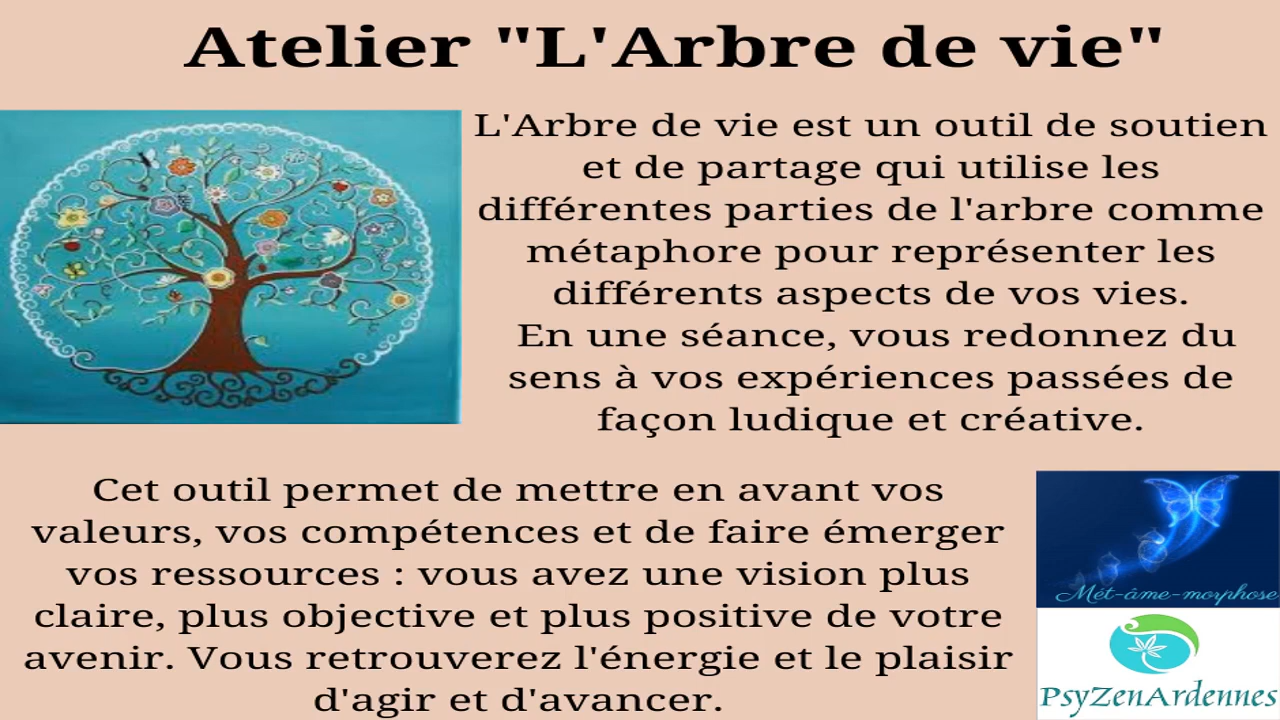 Atelier "L'Arbre de vie"
L'Arbre de vie est un outil de soutien
et de partage qui utilise les
différentes parties de l'arbre comme
métaphore pour représenter les
différents aspects de vos vies.
En une séance, vous redonnez du
sens à vos expériences passées de
façon ludique et créative.
Cet outil permet de mettre en avant vos
valeurs, vos compétences et de faire émerger
vos ressources : vous avez une vision plus
claire, plus objective et plus positive de votre
avenir. Vous retrouverez l'énergie et le plaisir
d'agir et d'avancer.
Mét-âme-morphose
PsyZenArdennes